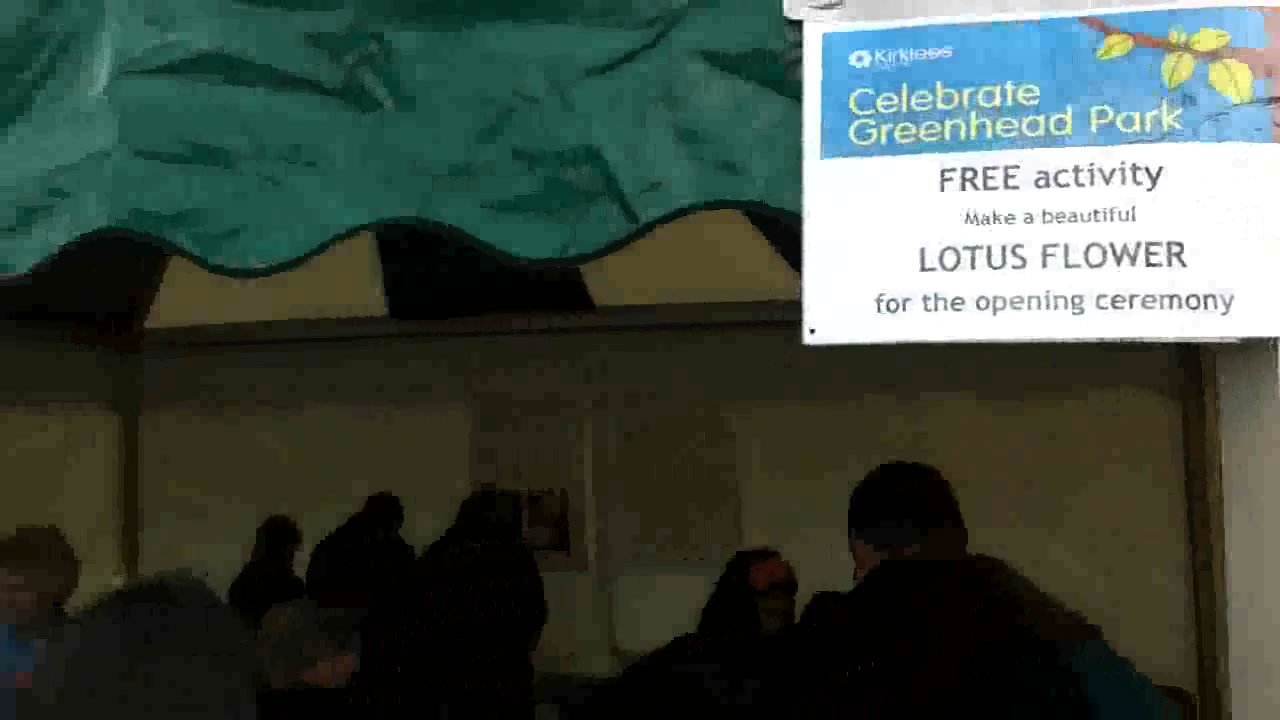 Kirklees
Celebrate
Greenhead Park
FREE activity
Make a beautiful
LOTUS FLOWER
for the opening ceremony